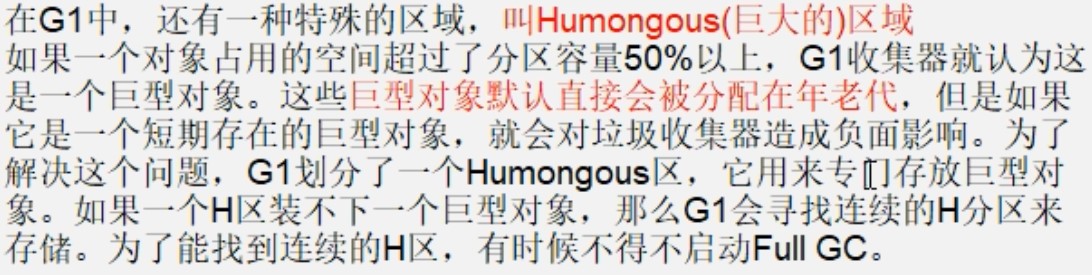 在G1中，还有一种特殊的区域，叫Humongous(巨大的)区域
如果一个对象占用的空间超过了分区容量50%以上，G1收集器就认为这
是一个巨型对象。这些巨型对象默认直接会被分配在年老代，但是如果
它是一个短期存在的巨型对象，就会对垃圾收集器造成负面影响。为了
解决这个问题，G1划分了一个Humongous区，它用来专门存放巨型对
象。如果一个H区装不下一个巨型对象，那么G1会寻找连续的H分区来
存储。为了能找到连续的H区，有时候不得不启动Full GC。